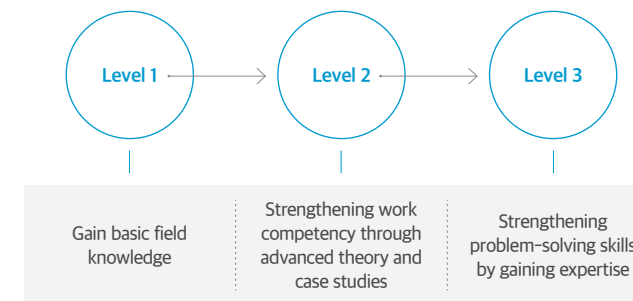 Level 1
Level 2
Level 3
Gain basic field
knowledge
Strengthening work
competency through
advanced theory and
case studies
Strengthening
problem-solving skills
by gaining expertise